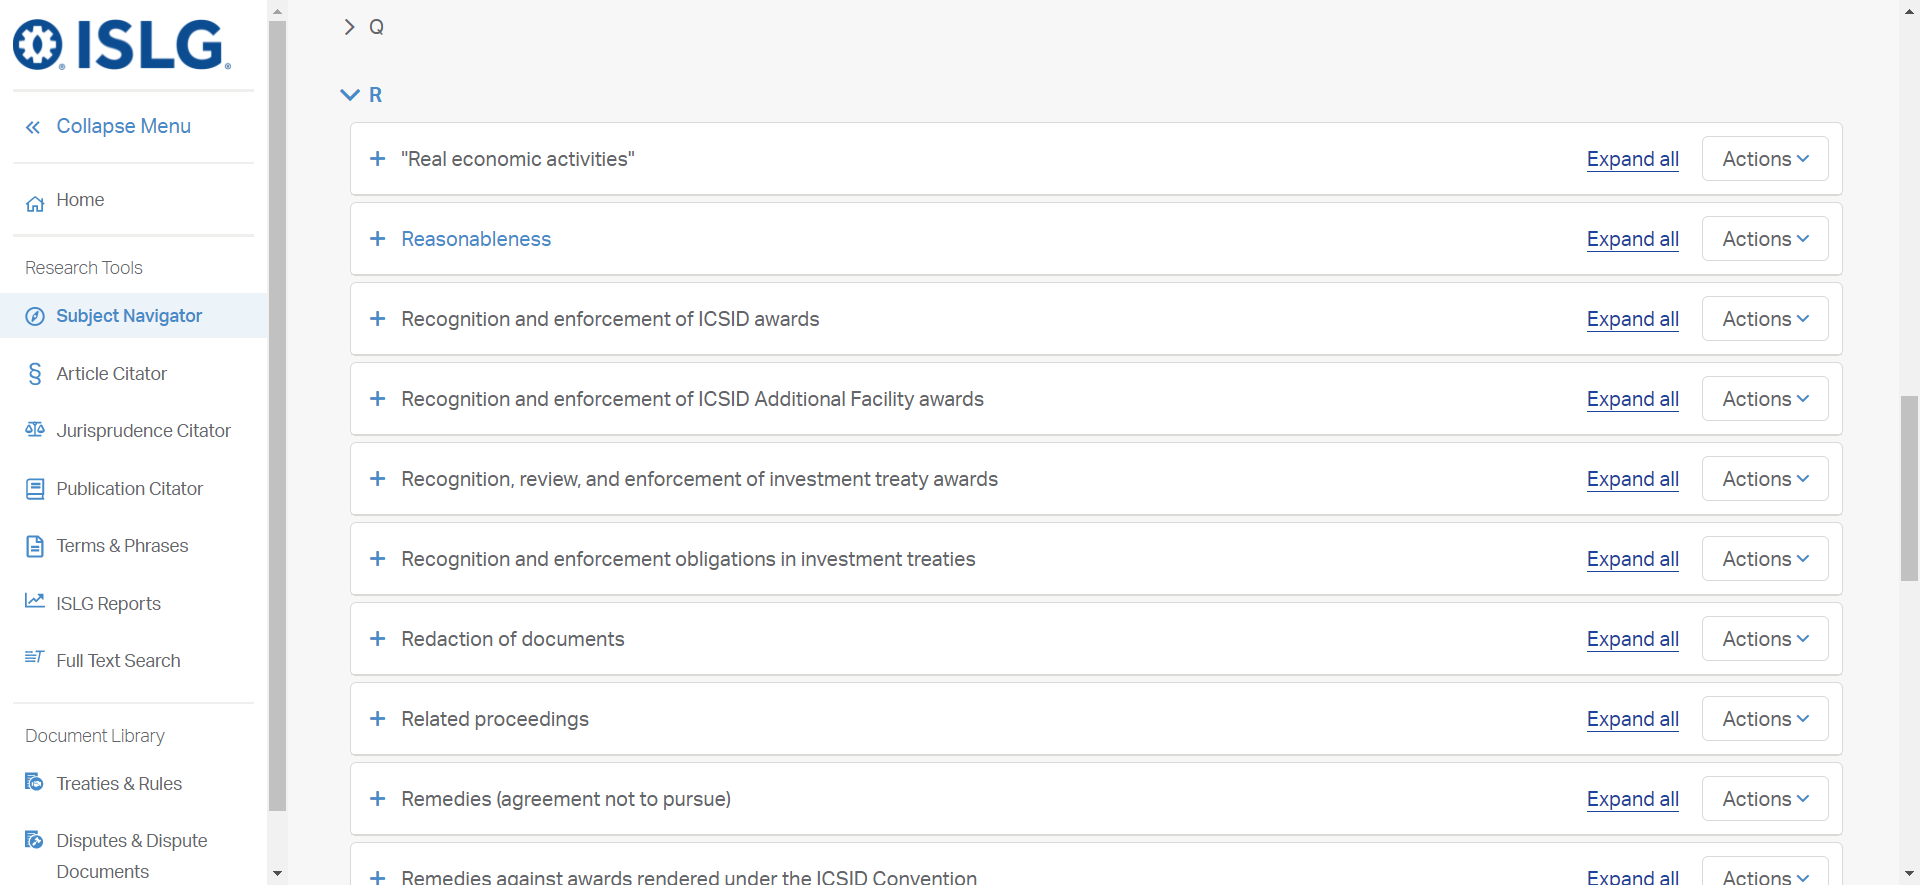 ISLG
Collapse Menu
Home
Research Tools
Subject Navigator
Article Citator
Jurisprudence Citator
Publication Citator
Terms & Phrases
ISLG Reports
Full Text Search
Document Library
Treaties & Rules
Disputes & Dispute
Documents
Q
R
"Real economic activities" Expand all Actions
Reasonableness Expand all Actions
Recognition and enforcement of ICSID awards Expand all Actions
Recognition and enforcement of ICSID Additional Facility awards Expand all Actions
Recognition, review, and enforcement of investment treaty awards Expand all Actions
Recognition and enforcement obligations in investment treaties Expand all Actions
Redaction of documents Expand all Actions
Related proceedings Expand all Actions
Remedies (agreement not to pursue) Expand all Actions
Remedies against awards rendered under the ICSID Convention Expand all Actions